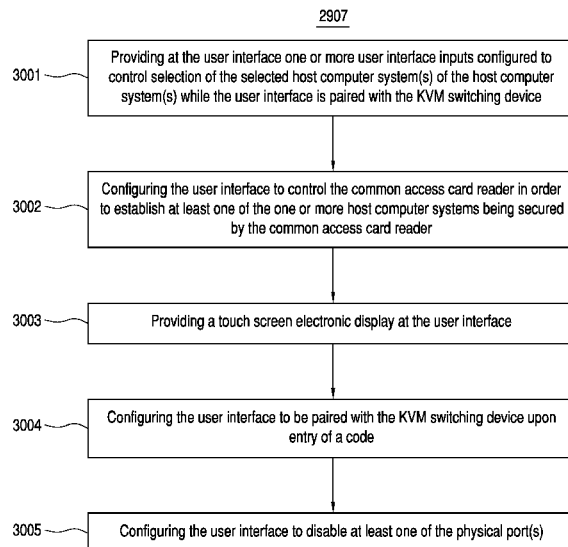 2907
3001
Providing at the user interface one or more user interface inputs configured to
control selection of the selected host computer system(s) of the host computer
system(s) while the user interface is paired with the KVM switching device
3002
Configuring the user interface to control the common access card reader in order
to establish at least one of the one or more host computer systems being secured
by the common access card reader
3003
Providing a touch screen electronic display at the user interface
3004
Configuring the user interface to be paired with the KVM switching device upon
entry of a code
3005
Configuring the user interface to disable at least one of the physical port(s)